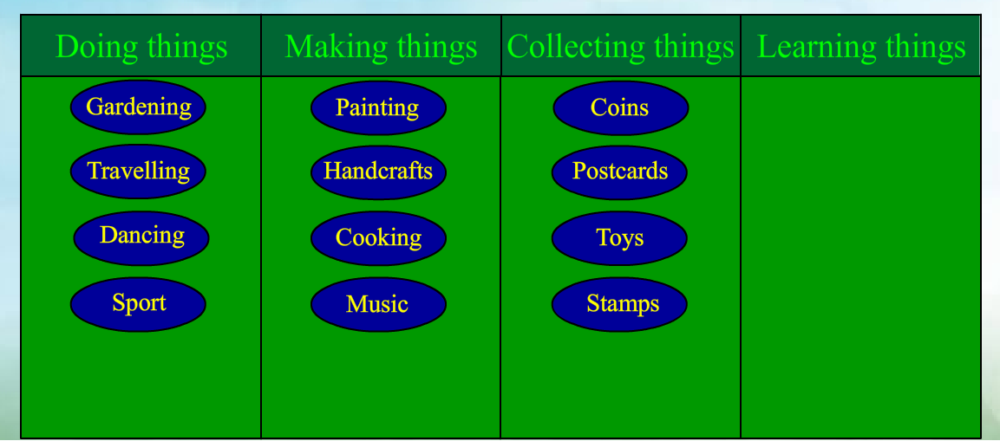 Doing things Making things Collecting things Learning things
Gardening Painting Coins
Travelling Handcrafts Postcards
Dancing Cooking Toys
Sport Music Stamps